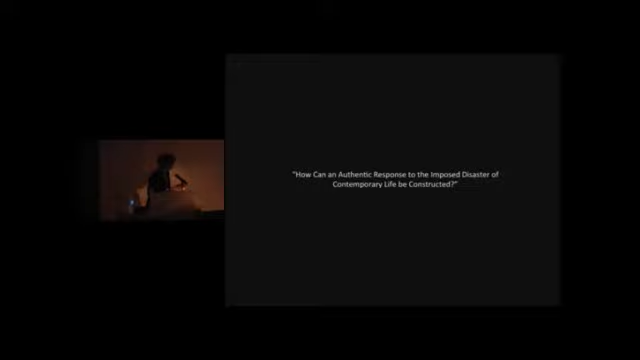 "How Can an Authentic Response to the Imposed Disaster of
Contemporary Life be Constructed?"